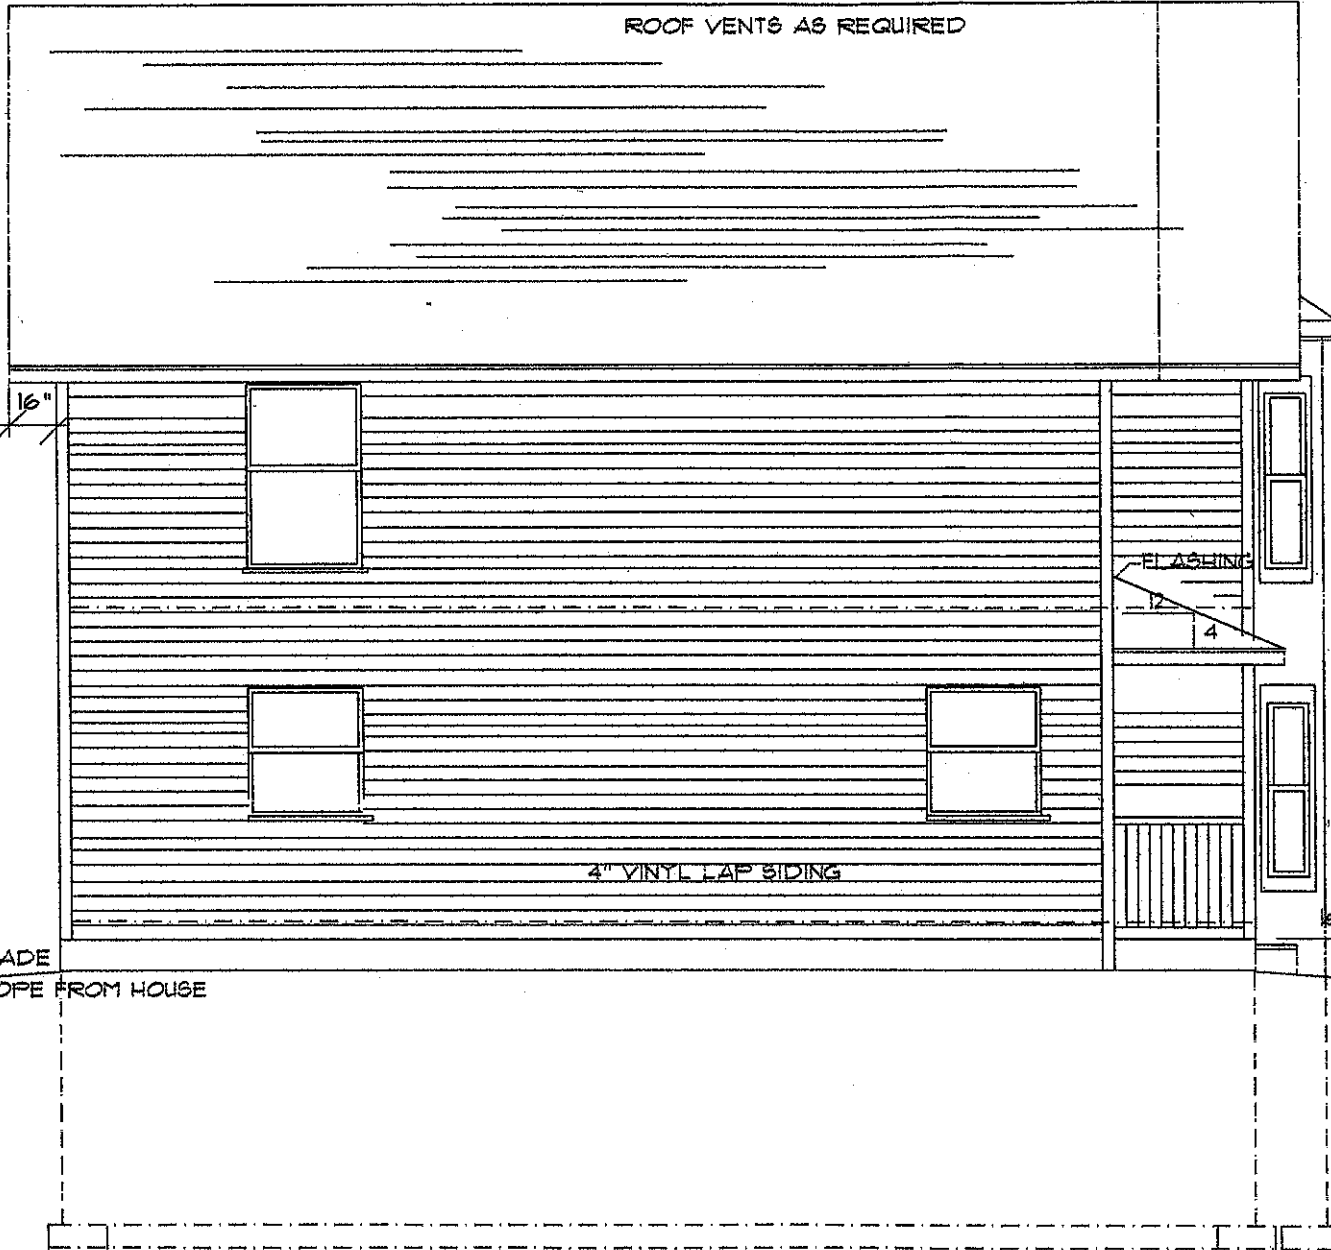 ROOF VENTS AS REQUIRED
16"
FLASHING
12
4
4" VINYL LAP SIDING
ADE
OPE FROM HOUSE